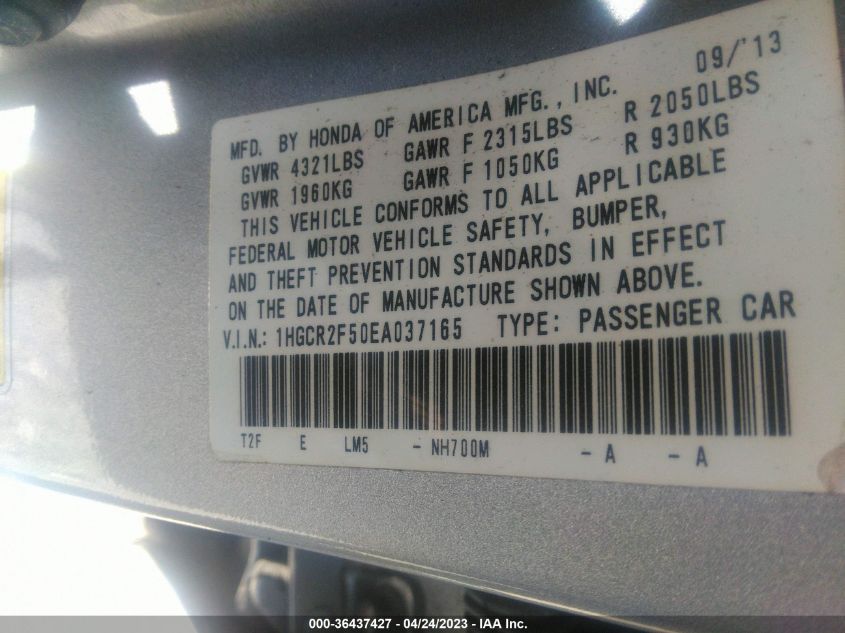 09/'13
MFD. BY HONDA OF AMERICA MFG., INC.
GVWR 4321LBS GAWR F 2315LBS R 2050LBS
GVWR 1960KG GAWR F 1050KG R 930KG
THIS VEHICLE CONFORMS TO ALL APPLICABLE
FEDERAL MOTOR VEHICLE SAFETY, BUMPER,
AND THEFT PREVENTION STANDARDS IN EFFECT
ON THE DATE OF MANUFACTURE SHOWN ABOVE.
V.I.N.: 1HGCR2F50EA037165 TYPE: PASSENGER CAR
T2F E LM5 - NH700M - A - A
000-36437427 - 04/24/2023 - IAA Inc.